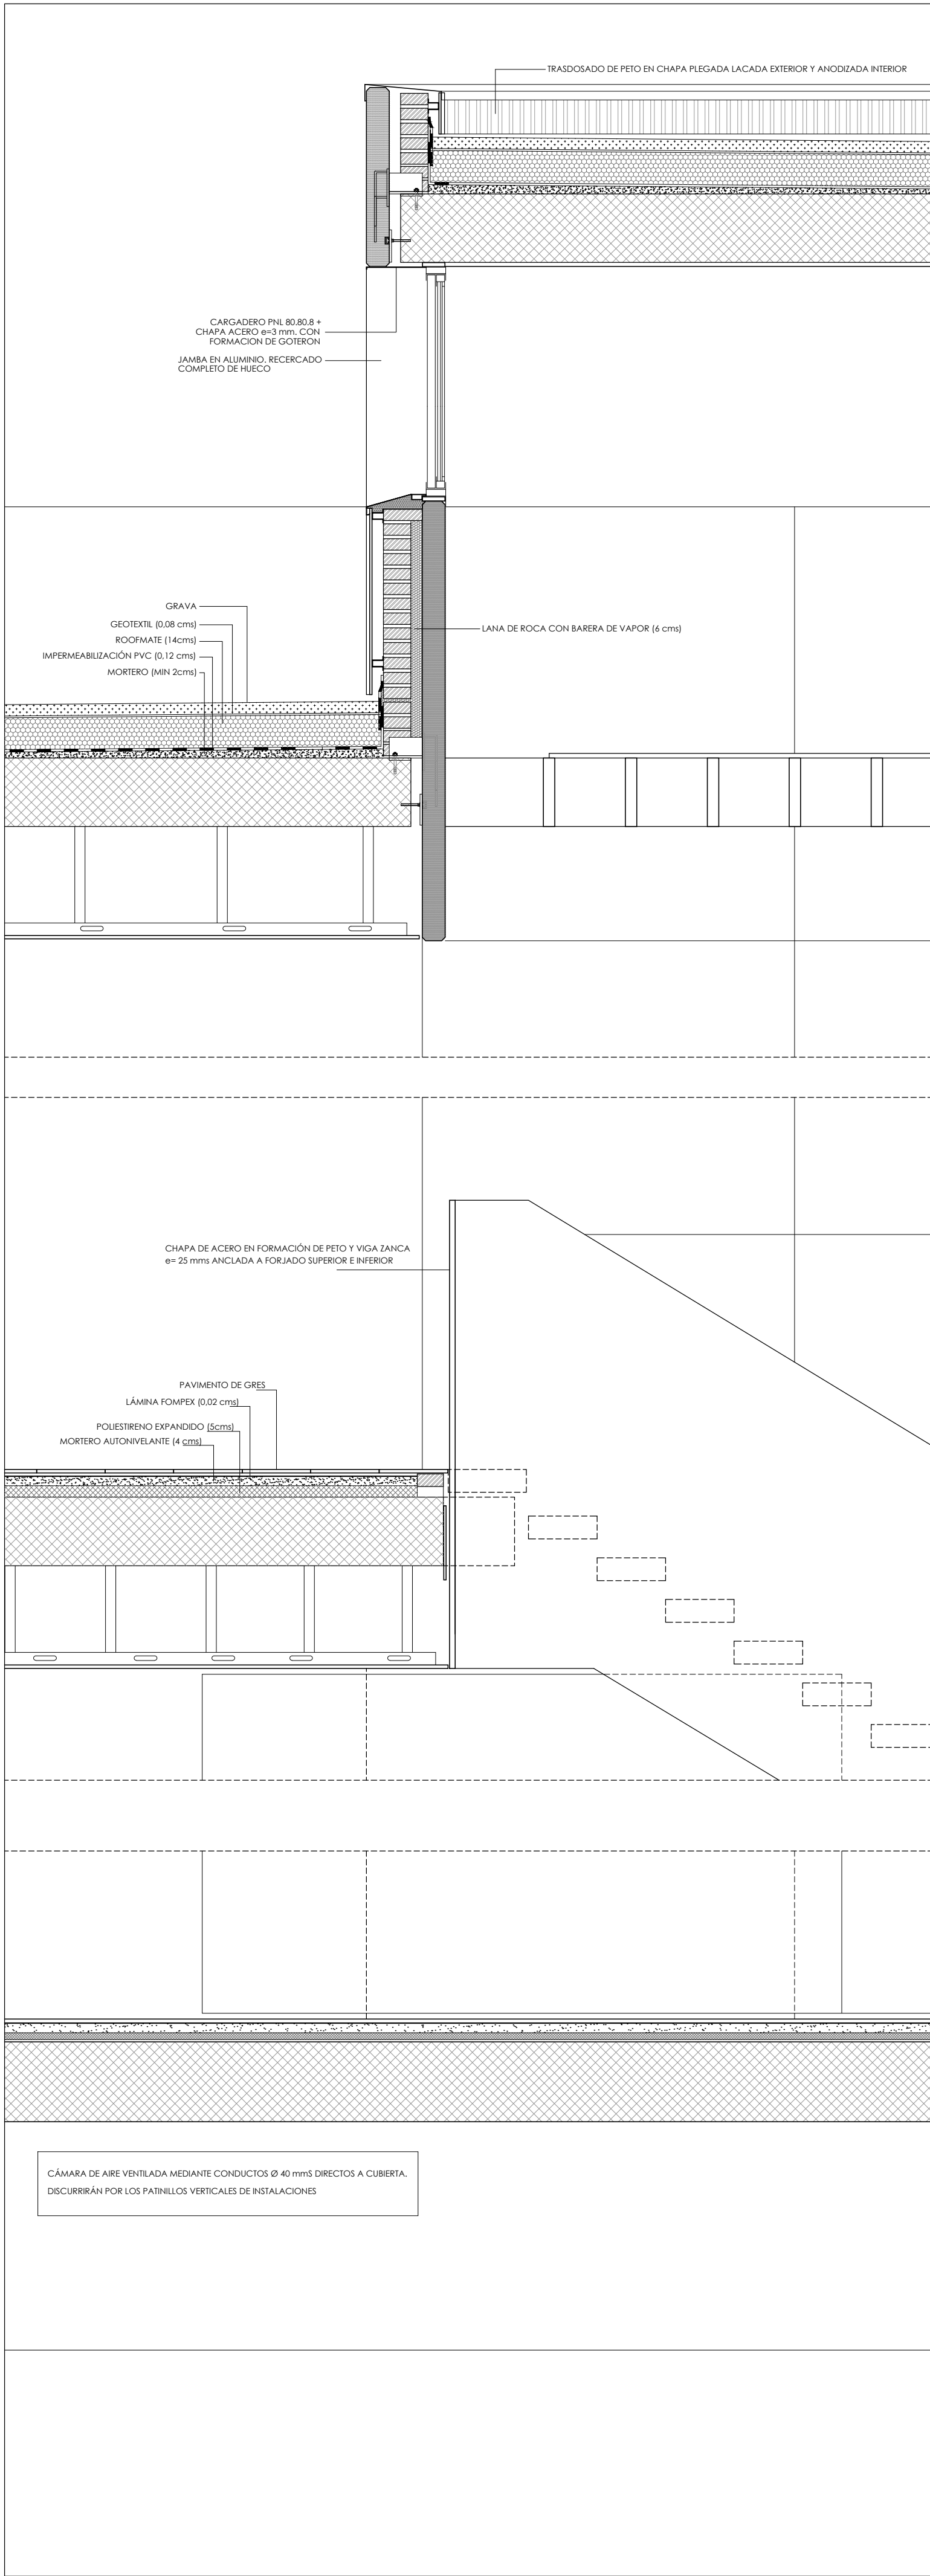 TRASDOSADO DE PETO EN CHAPA PLEGADA LACADA EXTERIOR Y ANODIZADA INTERIOR
CARGADERO PNL 80.80.8 +
CHAPA ACERO e=3 mm. CON
FORMACION DE GOTERON
JAMBA EN ALUMINIO. RECERCADO
COMPLETO DE HUECO
GRAVA
GEOTEXTIL (0,08 cms)
ROOFMATE (14cms)
IMPERMEABILIZACIÓN PVC (0,12 cms)
MORTERO (MIN 2cms)
LANA DE ROCA CON BARERA DE VAPOR (6 cms)
CHAPA DE ACERO EN FORMACIÓN DE PETO Y VIGA ZANCA
e= 25 mms ANCLADA A FORJADO SUPERIOR E INFERIOR
PAVIMENTO DE GRES
LÁMINA FOMPEX (0,02 cms)
POLIESTIRENO EXPANDIDO (5cms)
MORTERO AUTONIVELANTE (4 cms)
CÁMARA DE AIRE VENTILADA MEDIANTE CONDUCTOS Ø 40 mmS DIRECTOS A CUBIERTA.
DISCURRIRÁN POR LOS PATINILLOS VERTICALES DE INSTALACIONES